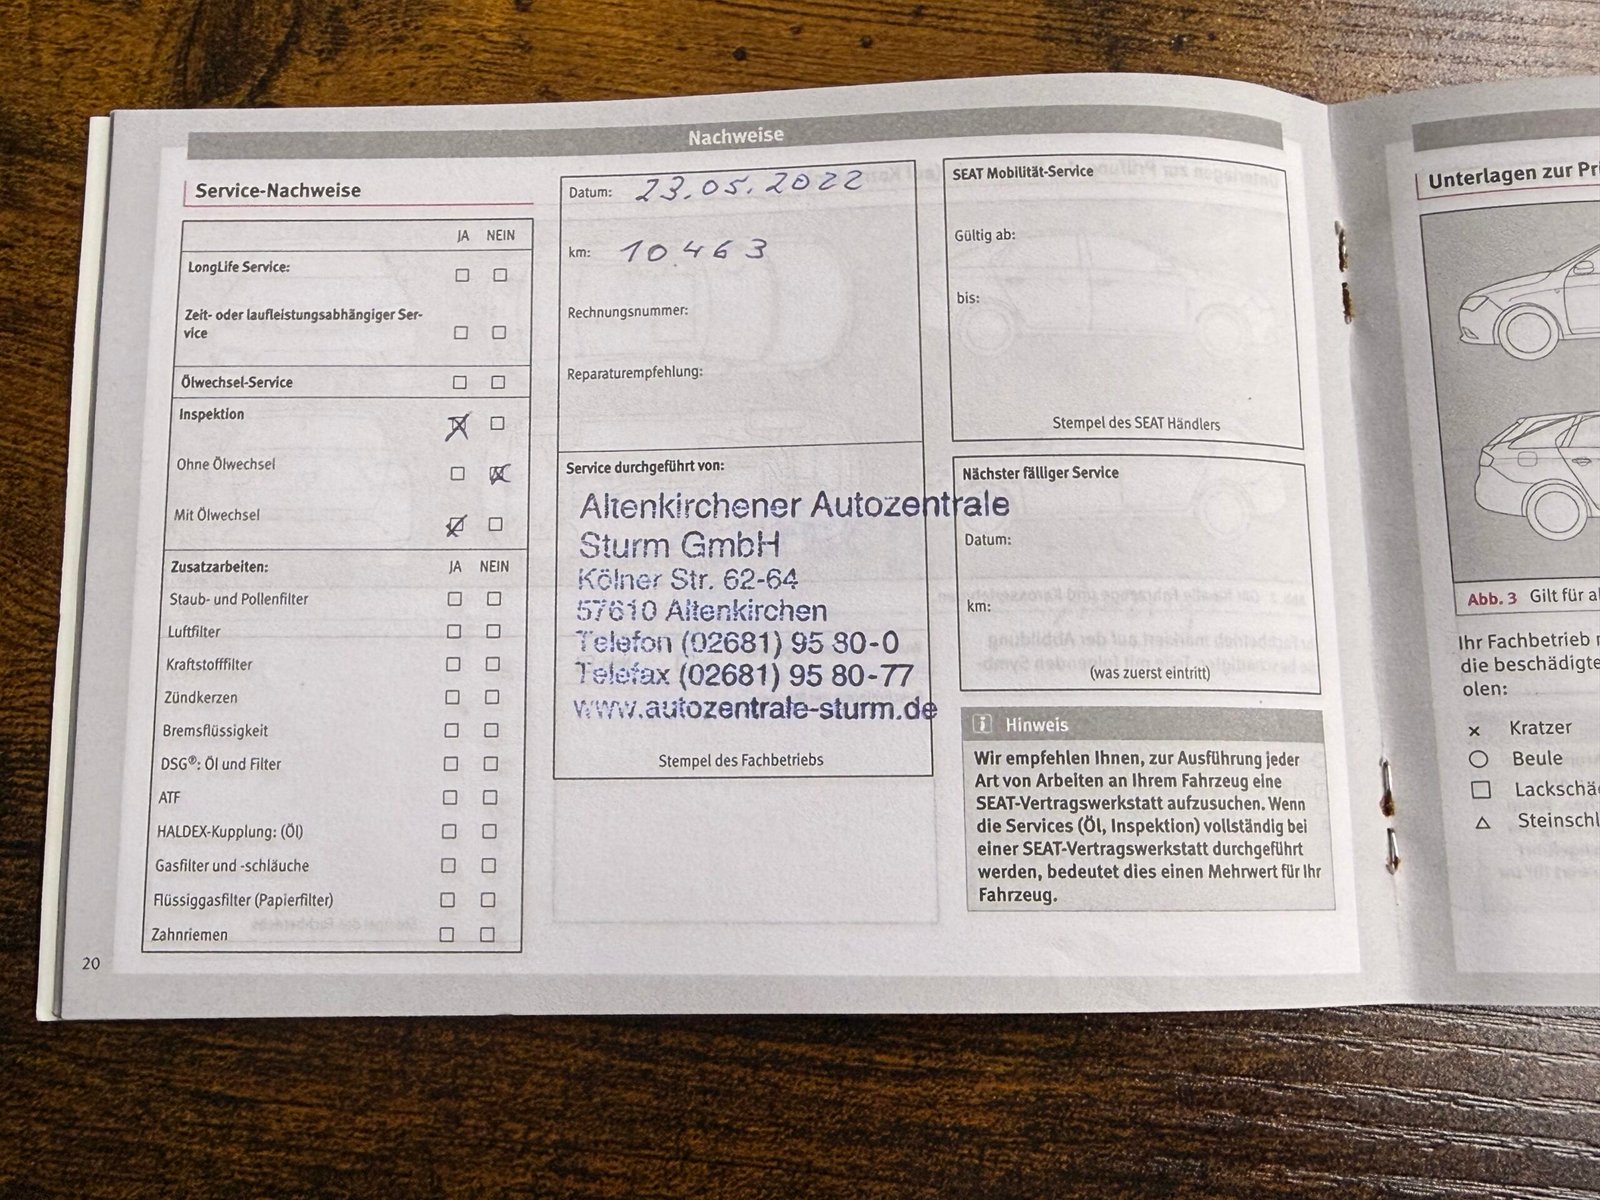 Nachweise
Service-Nachweise
JA NEIN
LongLife Service:
Zeit- oder laufleistungsabhängiger Ser-
vice
Ölwechsel-Service
Inspektion
Ohne Ölwechsel
Mit Ölwechsel
Zusatzarbeiten: JA NEIN
Staub- und Pollenfilter
Luftfilter
Kraftstofffilter
Zündkerzen
Bremsflüssigkeit
DSG®: Öl und Filter
ATF
HALDEX-Kupplung: (Öl)
Gasfilter und -schläuche
Flüssiggasfilter (Papierfilter)
Zahnriemen
20
Datum: 23.05.2022
km: 10463
Rechnungsnummer:
Reparaturempfehlung:
Service durchgeführt von:
Altenkirchener Autozentrale
Sturm GmbH
Kölner Str. 62-64
57610 Altenkirchen
Telefon (02681) 95 80-0
Telefax (02681) 95 80-77
www.autozentrale-sturm.de
Stempel des Fachbetriebs
SEAT Mobilität-Service
Gültig ab:
bis:
Stempel des SEAT Händlers
Nächster fälliger Service
Datum:
km:
(was zuerst eintritt)
i Hinweis
Wir empfehlen Ihnen, zur Ausführung jeder
Art von Arbeiten an Ihrem Fahrzeug eine
SEAT-Vertragswerkstatt aufzusuchen. Wenn
die Services (Öl, Inspektion) vollständig bei
einer SEAT-Vertragswerkstatt durchgeführt
werden, bedeutet dies einen Mehrwert für Ihr
Fahrzeug.
Unterlagen zur
Abb. 3 Gilt für
Ihr Fachbetrieb
die
olen:
Kratzer
Beule